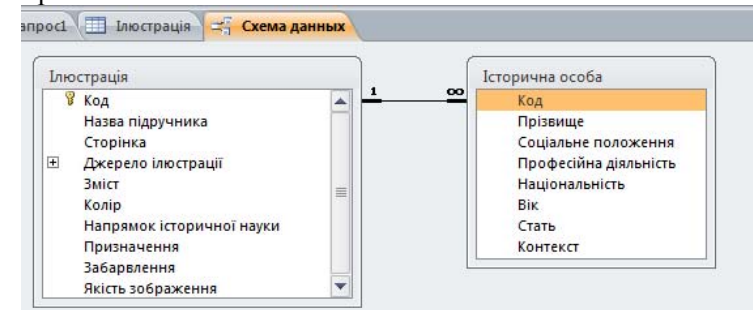 Ілюстрація Схема данных
Ілюстрація
Код
Назва підручника
Сторінка
Джерело ілюстрації
Зміст
Колір
Напрямок історичної науки
Призначення
Забарвлення
Якість зображення
1 ∞
Історична особа
Код
Прізвище
Соціальне положення
Професійна діяльність
Національність
Вік
Стать
Контекст